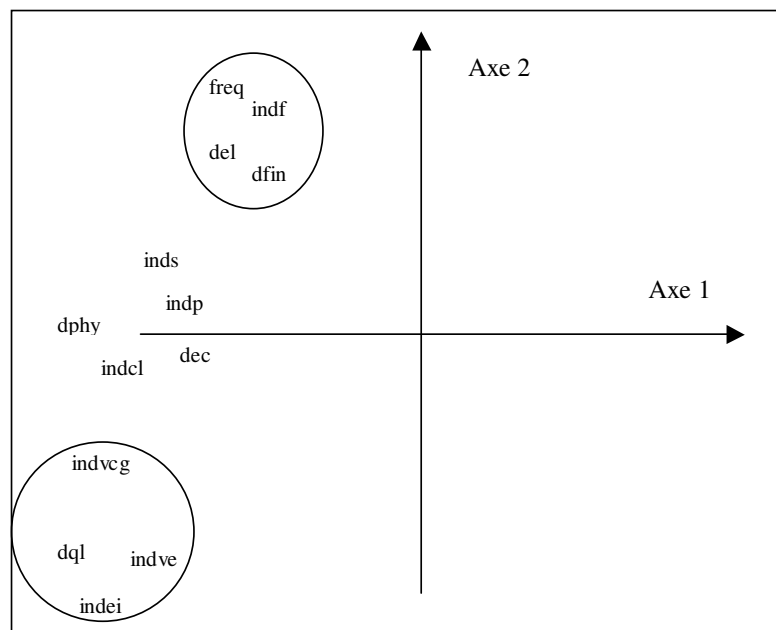 Axe 2
freq
indf
del
dfin
inds
Axe 1
indp
dphy
dec
indcl
indvcg
dql
indve
indei